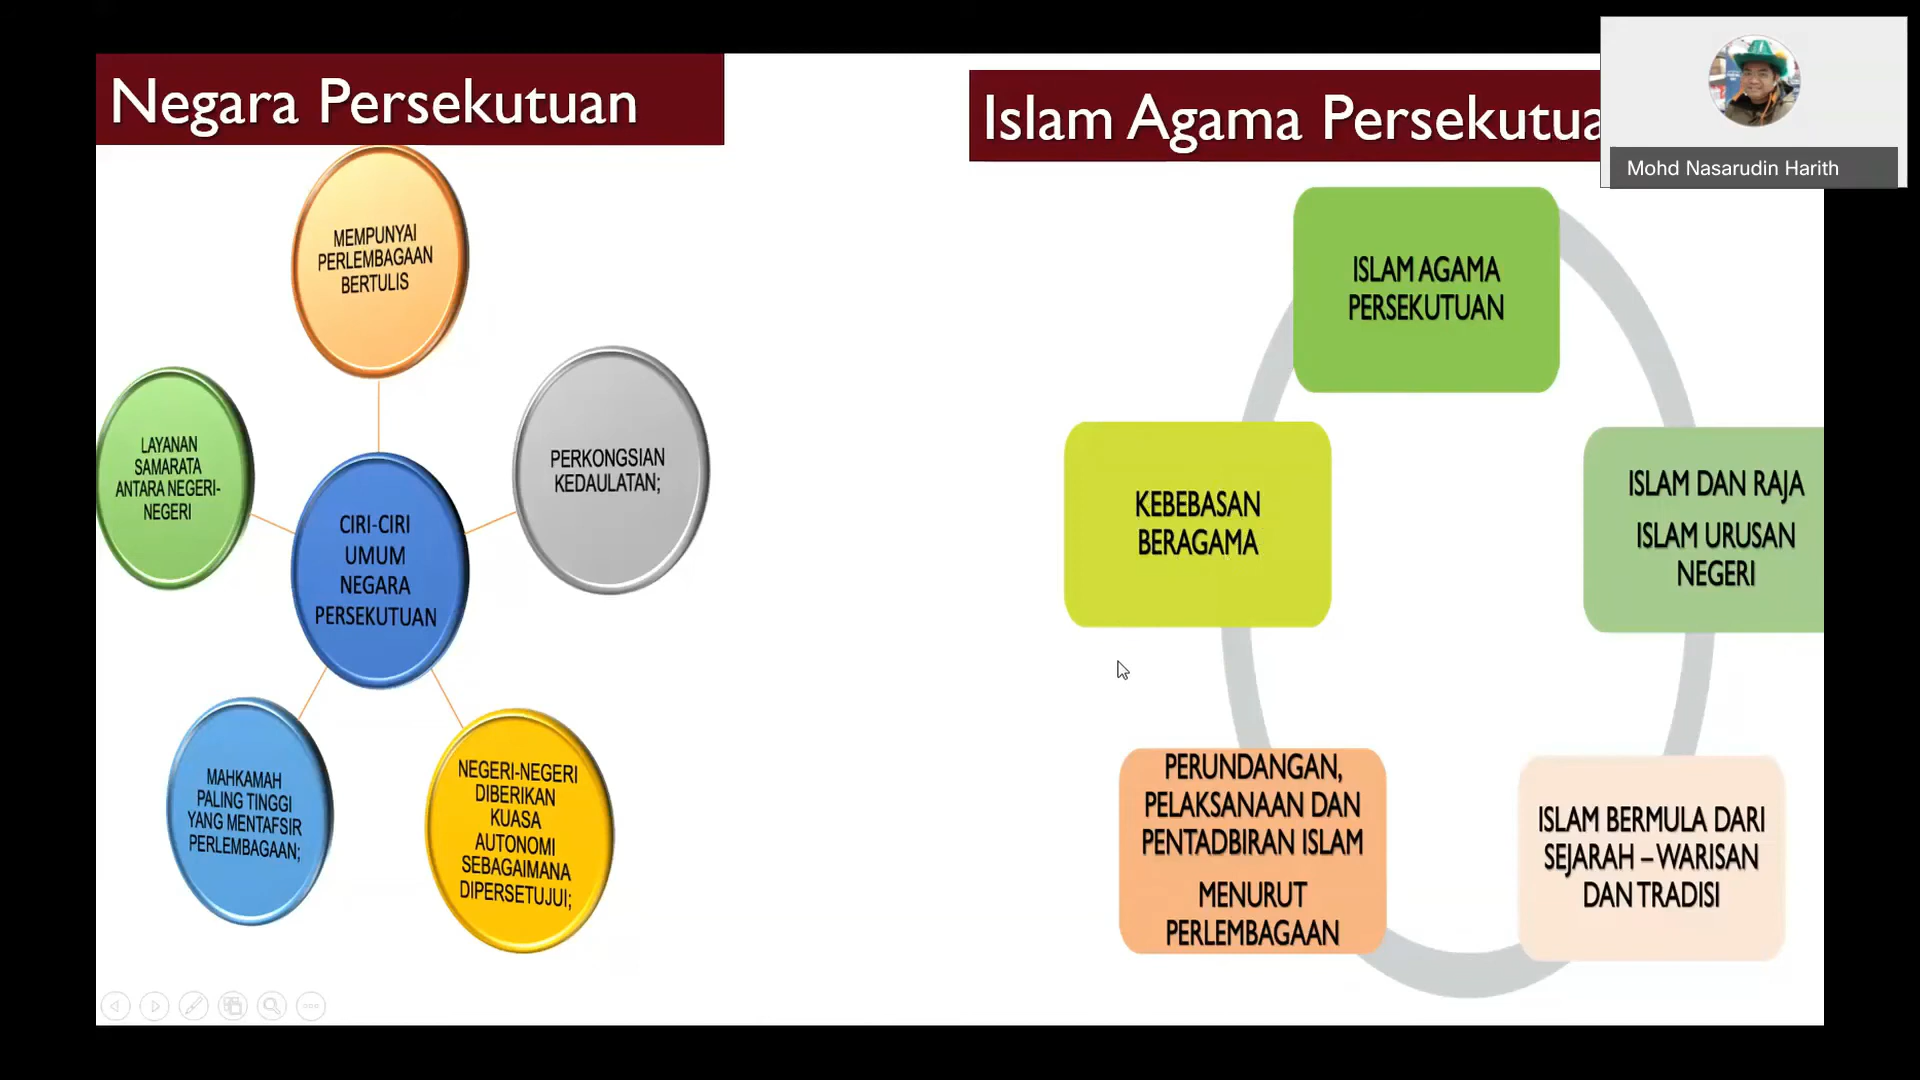 Negara Persekutuan
MEMPUNYAI
PERLEMBAGAAN
BERTULIS
PERKONGSIAN
KEDAULATAN;
LAYANAN
SAMARATA
ANTARA NEGERI-
NEGERI
CIRI-CIRI
UMUM
NEGARA
PERSEKUTUAN
MAHKAMAH
PALING TINGGI
YANG MENTAFSIR
PERLEMBAGAAN;
NEGERI-NEGERI
DIBERIKAN
KUASA
AUTONOMI
SEBAGAIMANA
DIPERSETUJUI;
Islam Agama Persekutua
Mohd Nasarudin Harith
ISLAM AGAMA
PERSEKUTUAN
KEBEBASAN
BERAGAMA
ISLAM DAN RAJA
ISLAM URUSAN
NEGERI
PERUNDANGAN,
PELAKSANAAN DAN
PENTADBIRAN ISLAM
MENURUT
PERLEMBAGAAN
ISLAM BERMULA DARI
SEJARAH – WARISAN
DAN TRADISI